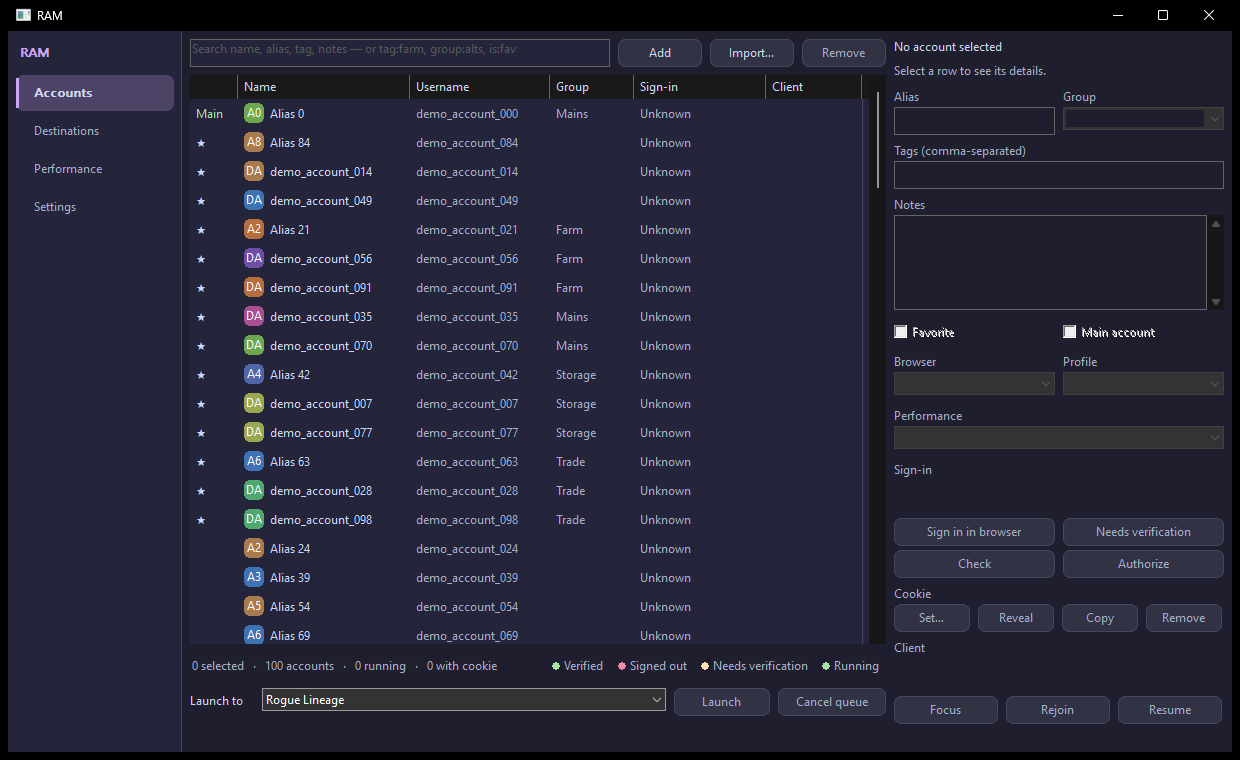 RAM
RAM
Accounts
Destinations
Performance
Settings
Search name, alias, tag, notes — or tag:farm, group:alts, is:fav
Add
Import...
Remove
Name Username Group Sign-in Client
Main A0 Alias 0 demo_account_000 Mains Unknown
★ A8 Alias 84 demo_account_084 Unknown
★ DA demo_account_014 demo_account_014 Unknown
★ DA demo_account_049 demo_account_049 Unknown
★ A2 Alias 21 demo_account_021 Farm Unknown
★ DA demo_account_056 demo_account_056 Farm Unknown
★ DA demo_account_091 demo_account_091 Farm Unknown
★ DA demo_account_035 demo_account_035 Mains Unknown
★ DA demo_account_070 demo_account_070 Mains Unknown
★ A4 Alias 42 demo_account_042 Storage Unknown
★ DA demo_account_007 demo_account_007 Storage Unknown
★ DA demo_account_077 demo_account_077 Storage Unknown
★ A6 Alias 63 demo_account_063 Trade Unknown
★ DA demo_account_028 demo_account_028 Trade Unknown
★ DA demo_account_098 demo_account_098 Trade Unknown
A2 Alias 24 demo_account_024 Unknown
A3 Alias 39 demo_account_039 Unknown
A5 Alias 54 demo_account_054 Unknown
A6 Alias 69 demo_account_069 Unknown
0 selected · 100 accounts · 0 running · 0 with cookie
Verified Signed out Needs verification Running
Launch to Rogue Lineage Launch Cancel queue
No account selected
Select a row to see its details.
Alias Group
Tags (comma-separated)
Notes
Favorite Main account
Browser Profile
Performance
Sign-in
Sign in in browser Needs verification
Check Authorize
Cookie
Set... Reveal Copy Remove
Client
Focus Rejoin Resume